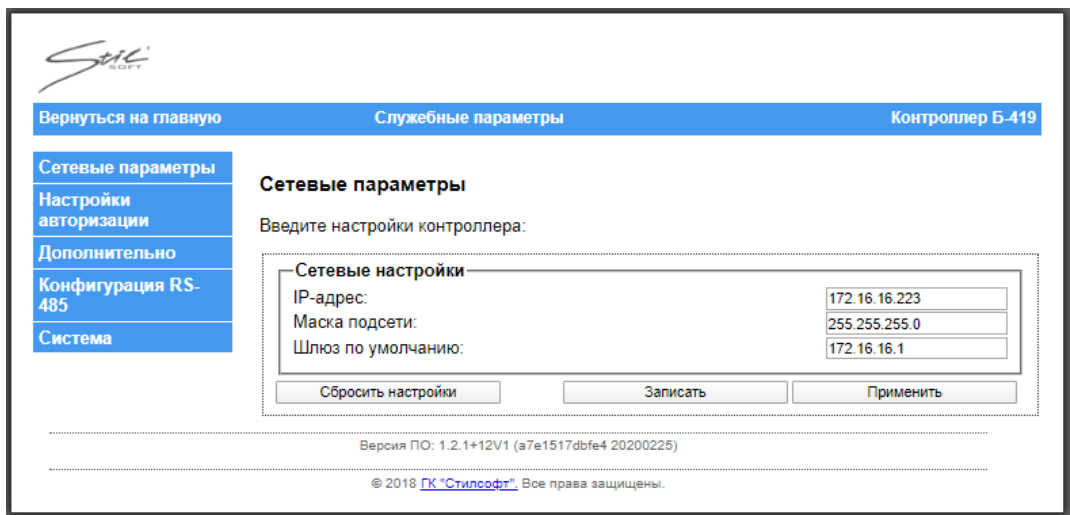 Stil
SOFT
Вернуться на главную Служебные параметры Контроллер Б-419
Сетевые параметры
Настройки
авторизации
Дополнительно
Конфигурация RS-
485
Система
Сетевые параметры
Введите настройки контроллера:
Сетевые настройки
IP-адрес: 172.16.16.223
Маска подсети: 255.255.255.0
Шлюз по умолчанию: 172.16.16.1
Сбросить настройки Записать Применить
Версия ПО: 1.2.1+12V1 (a7e1517dbfe4 20200225)
© 2018 ГК "Стилсофт". Все права защищены.